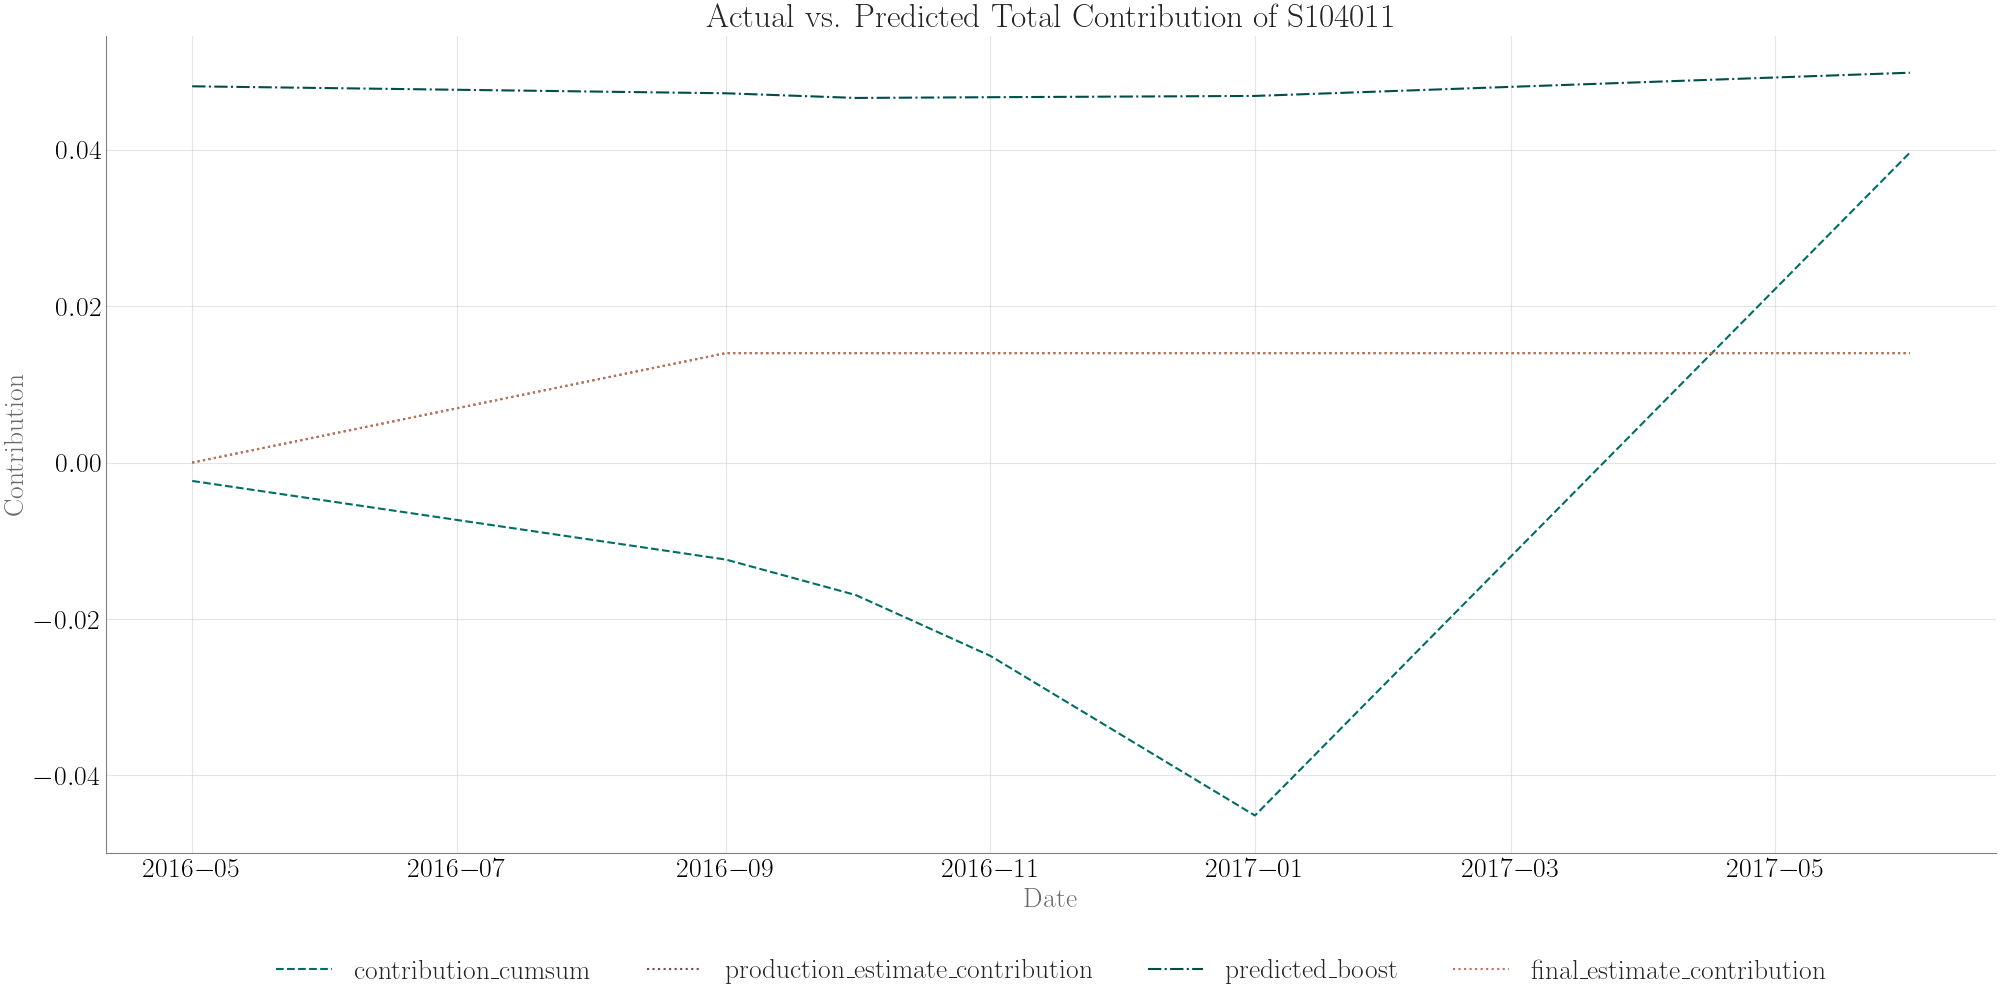 Actual vs. Predicted Total Contribution of S104011
Contribution
0.04
0.02
0.00
−0.02
−0.04
2016−05 2016−07 2016−09 2016−11 2017−01 2017−03 2017−05
Date
contribution_cumsum production_estimate_contribution predicted_boost final_estimate_contribution